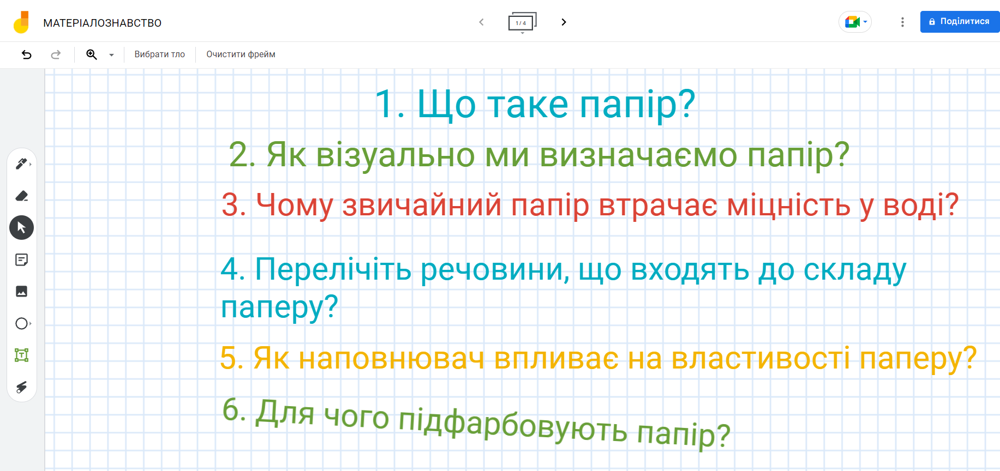 МАТЕРІАЛОЗНАВСТВО
1 / 4
Поділитися
Вибрати тло
Очистити фрейм
1. Що таке папір?
2. Як візуально ми визначаємо папір?
3. Чому звичайний папір втрачає міцність у воді?
4. Перелічіть речовини, що входять до складу
паперу?
5. Як наповнювач впливає на властивості паперу?
6. Для чого підфарбовують папір?